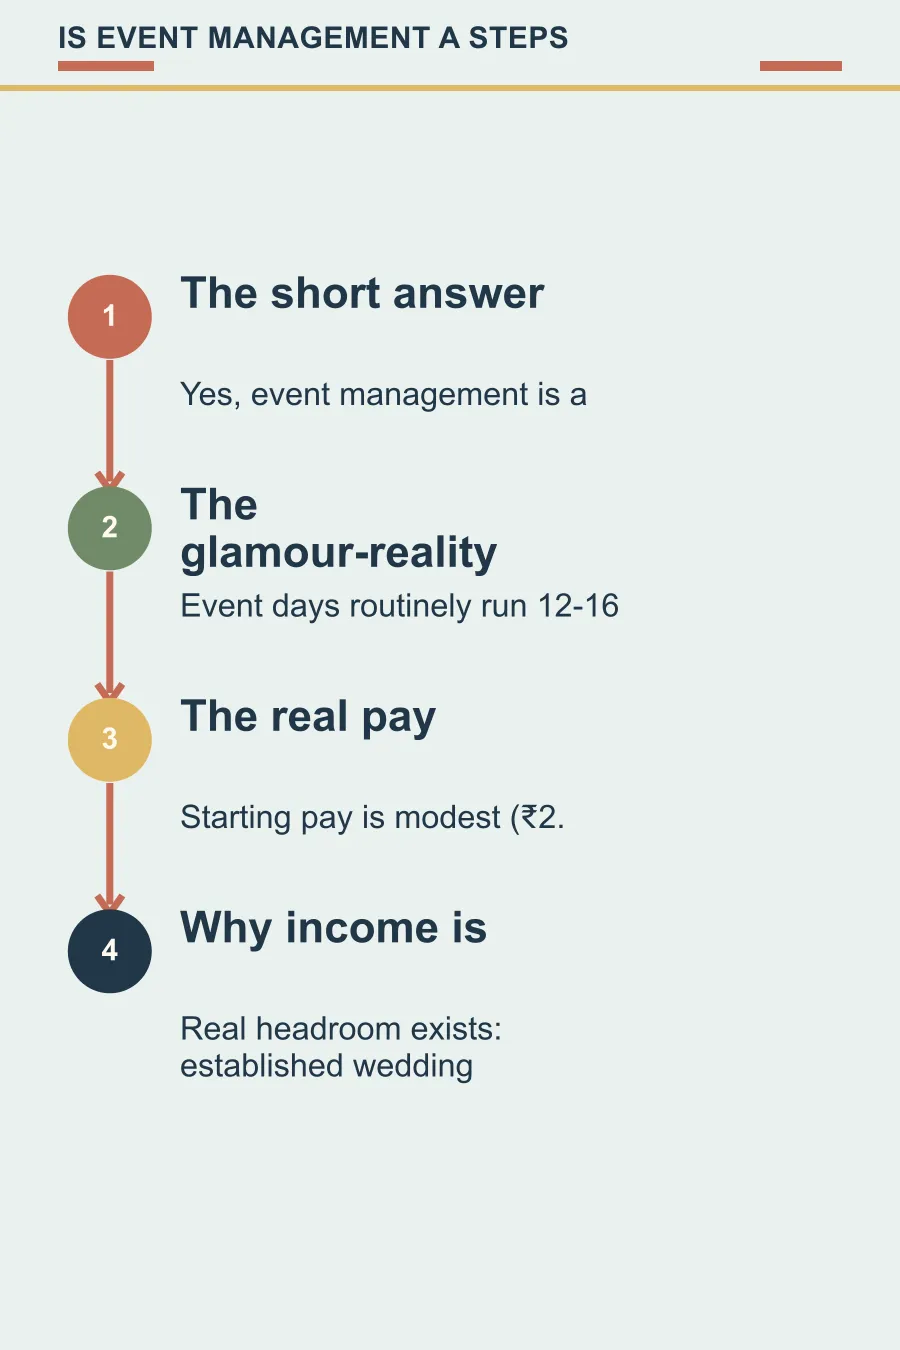 IS EVENT MANAGEMENT A STEPS
1
The short answer
Yes, event management is a
2
The
glamour-reality
Event days routinely run 12-16
3
The real pay
Starting pay is modest (₹2.
4
Why income is
Real headroom exists:
established wedding